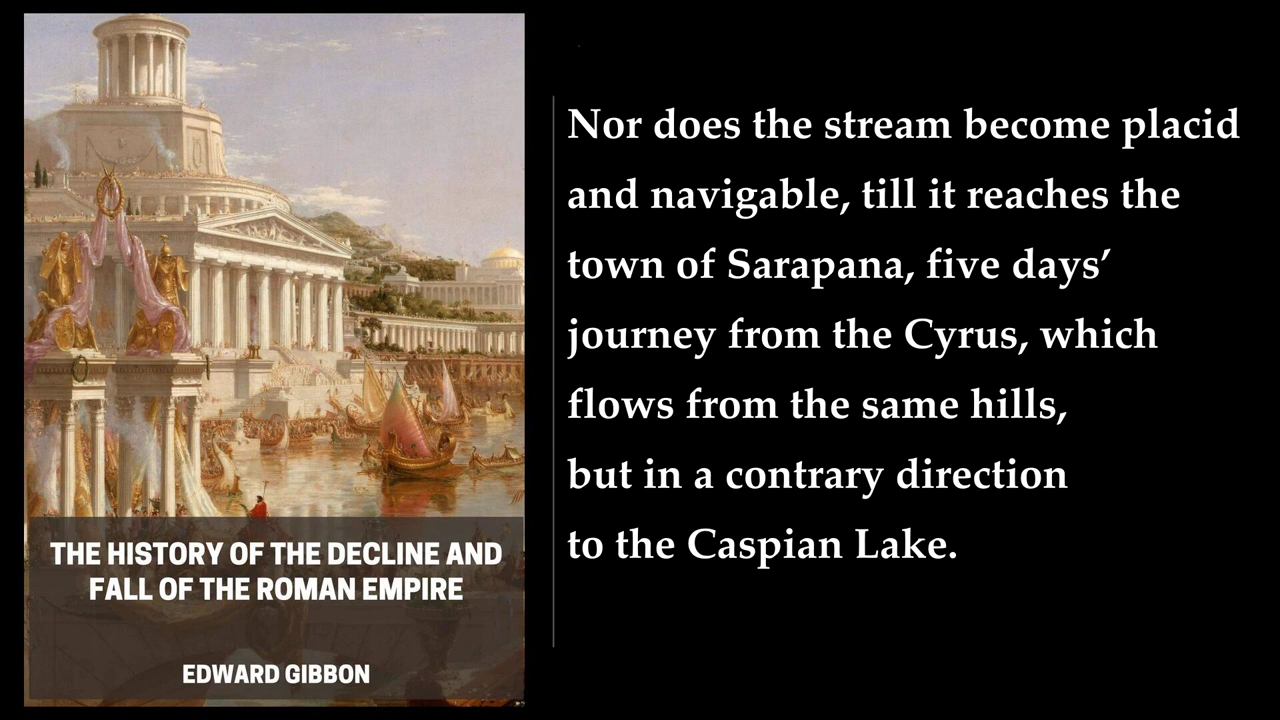 THE HISTORY OF THE DECLINE AND
FALL OF THE ROMAN EMPIRE
EDWARD GIBBON
Nor does the stream become placid
and navigable, till it reaches the
town of Sarapana, five days’
journey from the Cyrus, which
flows from the same hills,
but in a contrary direction
to the Caspian Lake.